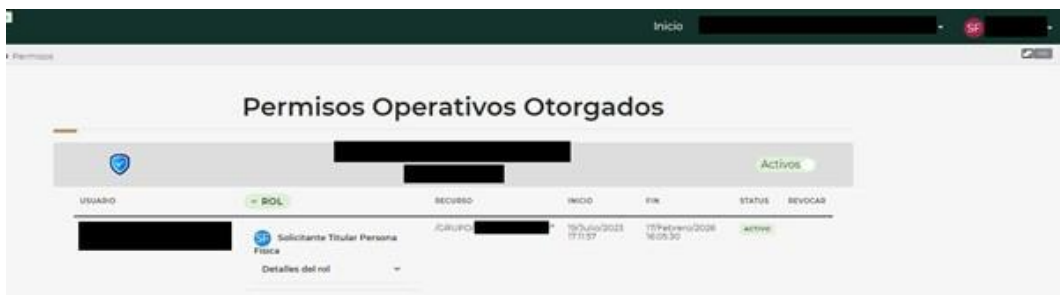 Inicio
SF
Permisos
Permisos Operativos Otorgados
Activos
USUARIO
ROL
RECURSO
INICIO
FIN
STATUS
REVOCAR
SF Solicitante Titular Persona
Física
/GRUPO/
19/Julio/2023
17:11:57
17/Febrero/2026
16:05:30
ACTIVO
Detalles del rol